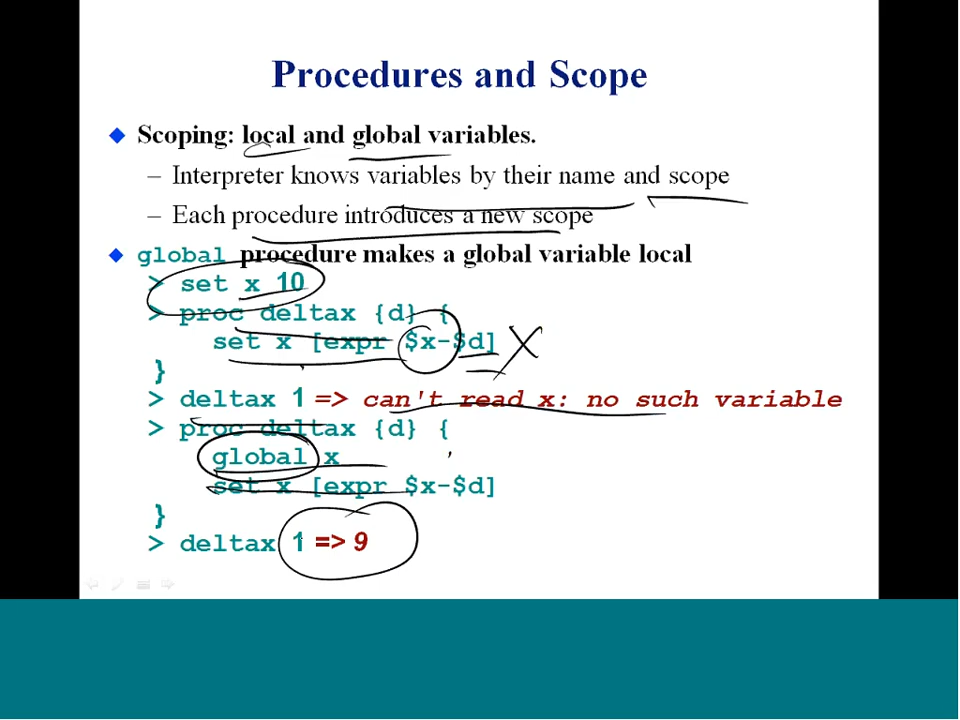 Procedures and Scope
Scoping: local and global variables.
– Interpreter knows variables by their name and scope
– Each procedure introduces a new scope
global procedure makes a global variable local
> set x 10
> proc deltax {d} {
set x [expr $x-$d]
X
}
> deltax 1 => can't read x: no such variable
> proc deltax {d} {
global x
set x [expr $x-$d]
}
> deltax 1 => 9